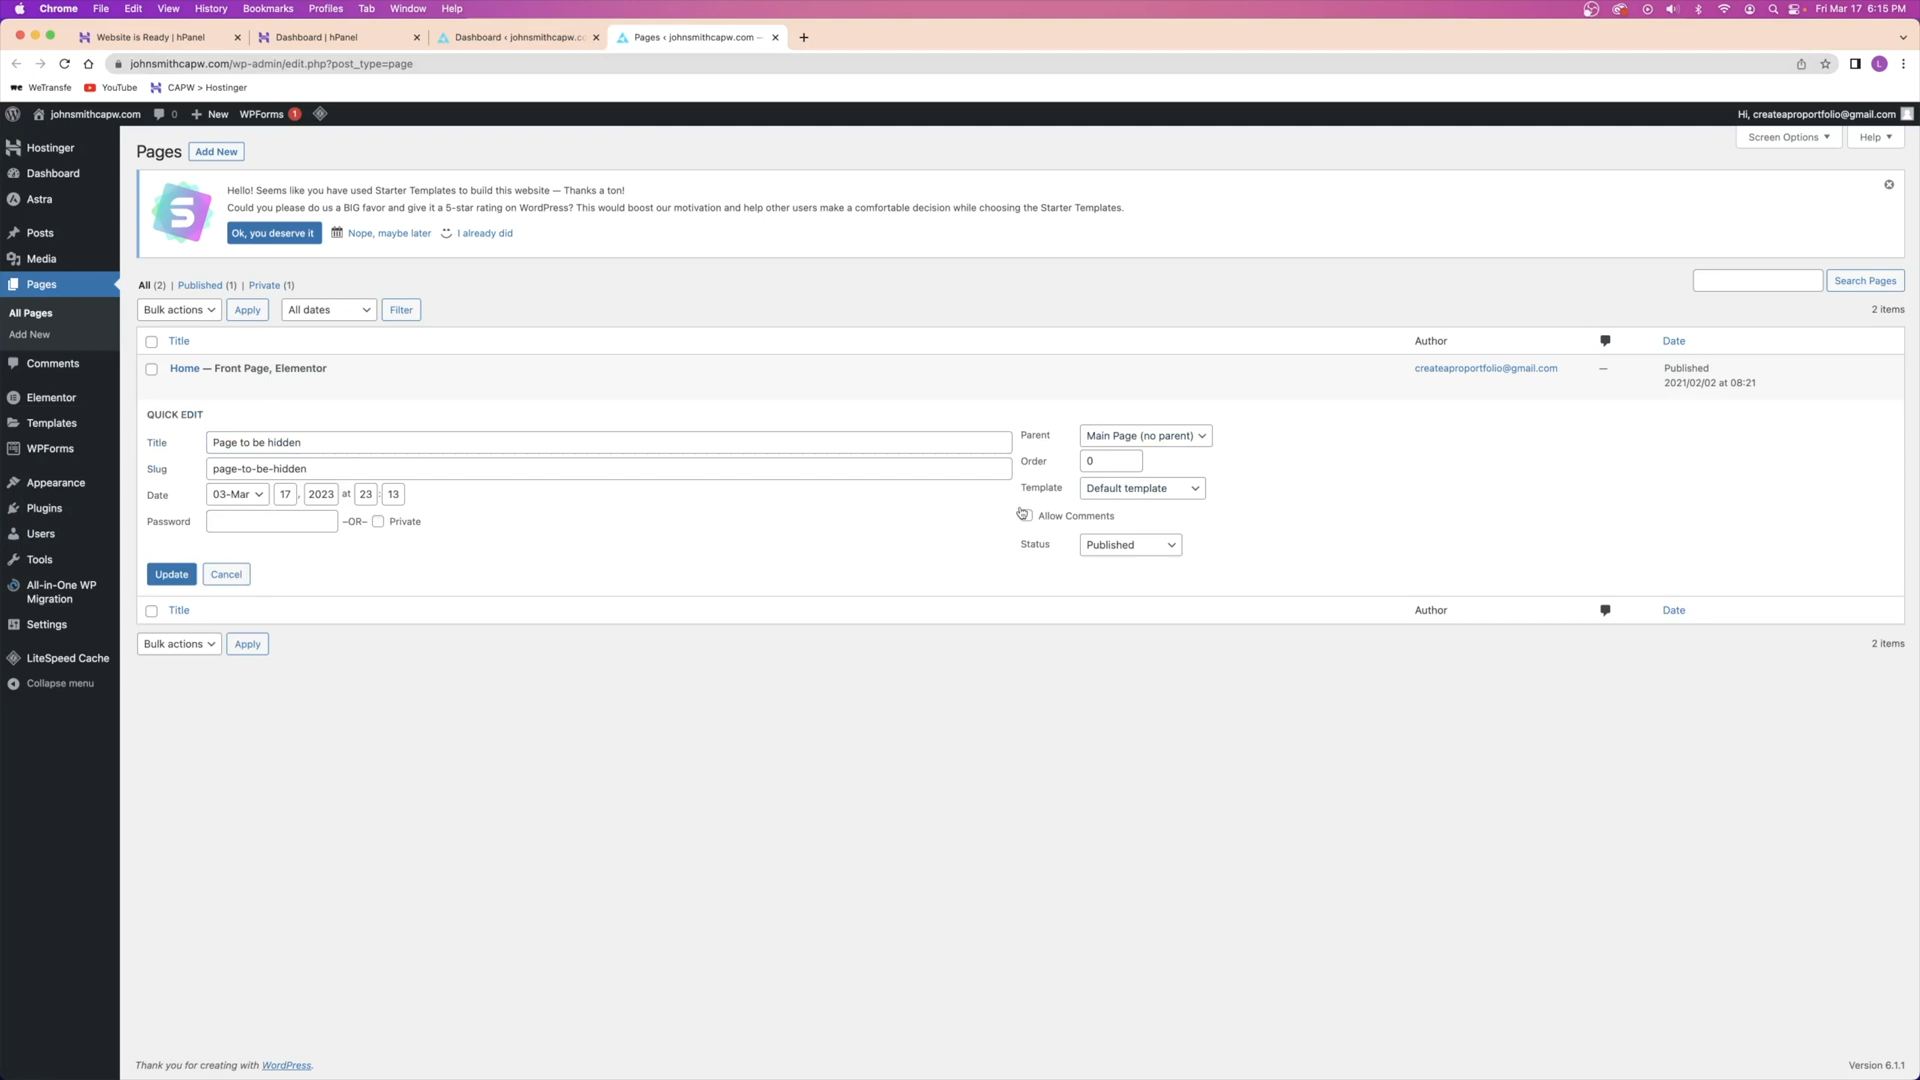 Chrome File Edit View History Bookmarks Profiles Tab Window Help Fri Mar 17 6:15 PM
Website is Ready | hPanel Dashboard | hPanel Dashboard ‹ johnsmithcapw.co Pages ‹ johnsmithcapw.com —
johnsmithcapw.com/wp-admin/edit.php?post_type=page L
WeTransfe YouTube CAPW > Hostinger
johnsmithcapw.com 0 New WPForms 1 Hi, createaproportfolio@gmail.com
Hostinger
Dashboard
Astra
Posts
Media
Pages
All Pages
Add New
Comments
Elementor
Templates
WPForms
Appearance
Plugins
Users
Tools
All-in-One WP
Migration
Settings
LiteSpeed Cache
Collapse menu
Screen Options Help
Pages Add New
Hello! Seems like you have used Starter Templates to build this website — Thanks a ton!
Could you please do us a BIG favor and give it a 5-star rating on WordPress? This would boost our motivation and help other users make a comfortable decision while choosing the Starter Templates.
Ok, you deserve it Nope, maybe later I already did
All (2) | Published (1) | Private (1) Search Pages
Bulk actions Apply All dates Filter 2 items
Title Author Date
Home — Front Page, Elementor createaproportfolio@gmail.com — Published
2021/02/02 at 08:21
QUICK EDIT
Title Page to be hidden
Slug page-to-be-hidden
Date 03-Mar 17 , 2023 at 23 : 13
Password –OR– Private
Parent Main Page (no parent)
Order 0
Template Default template
Allow Comments
Status Published
Update Cancel
Title Author Date
Bulk actions Apply 2 items
Thank you for creating with WordPress. Version 6.1.1